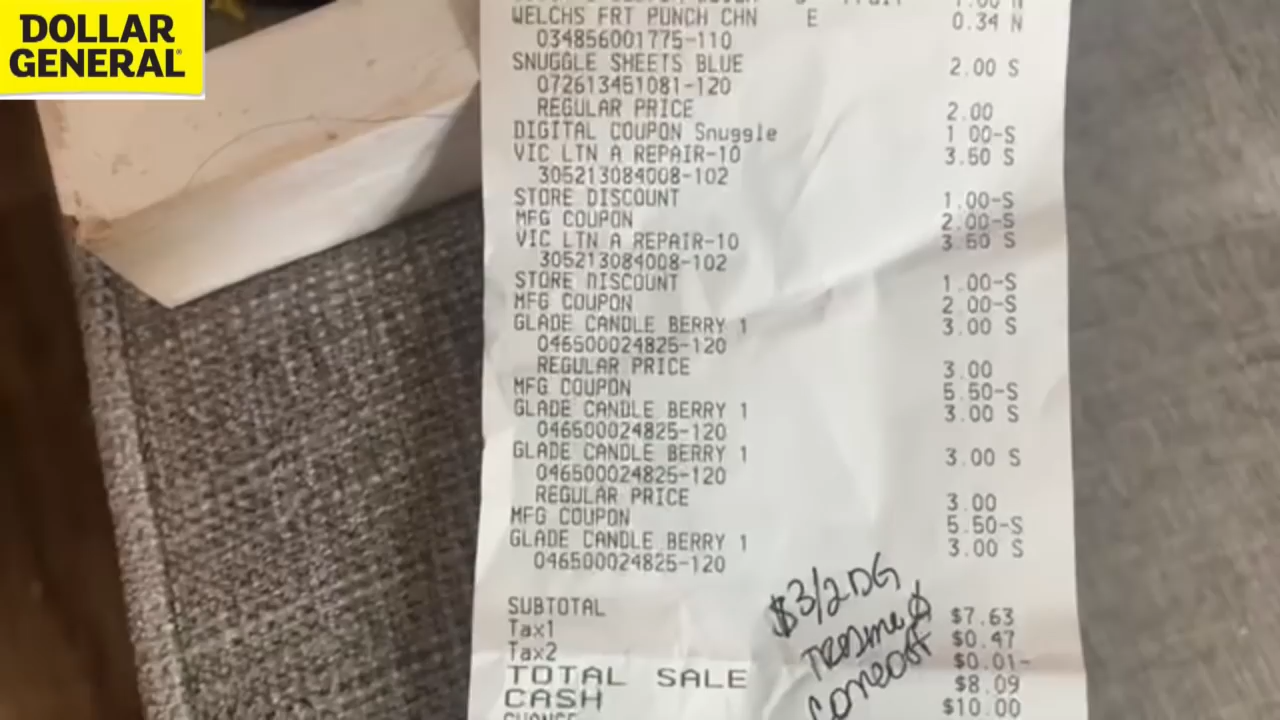 DOLLAR
GENERAL
WELCHS FRT PUNCH CHN E 0.34 N
034856001775-110
SNUGGLE SHEETS BLUE 2.00 S
072613451081-120
REGULAR PRICE 2.00
DIGITAL COUPON Snuggle 1 00-S
VIC LTN A REPAIR-10 3.50 S
305213084008-102
STORE DISCOUNT 1.00-S
MFG COUPON 2.00-S
VIC LTN A REPAIR-10 3.50 S
305213084008-102
STORE DISCOUNT 1.00-S
MFG COUPON 2.00-S
GLADE CANDLE BERRY 1 3.00 S
046500024825-120
REGULAR PRICE 3.00
MFG COUPON 5.50-S
GLADE CANDLE BERRY 1 3.00 S
046500024825-120
GLADE CANDLE BERRY 1 3.00 S
046500024825-120
REGULAR PRICE 3.00
MFG COUPON 5.50-S
GLADE CANDLE BERRY 1 3.00 S
046500024825-120
$3/2 DG
SUBTOTAL $7.63
Tax1 $0.47
Tax2 $0.01-
TOTAL SALE $8.09
CASH $10.00